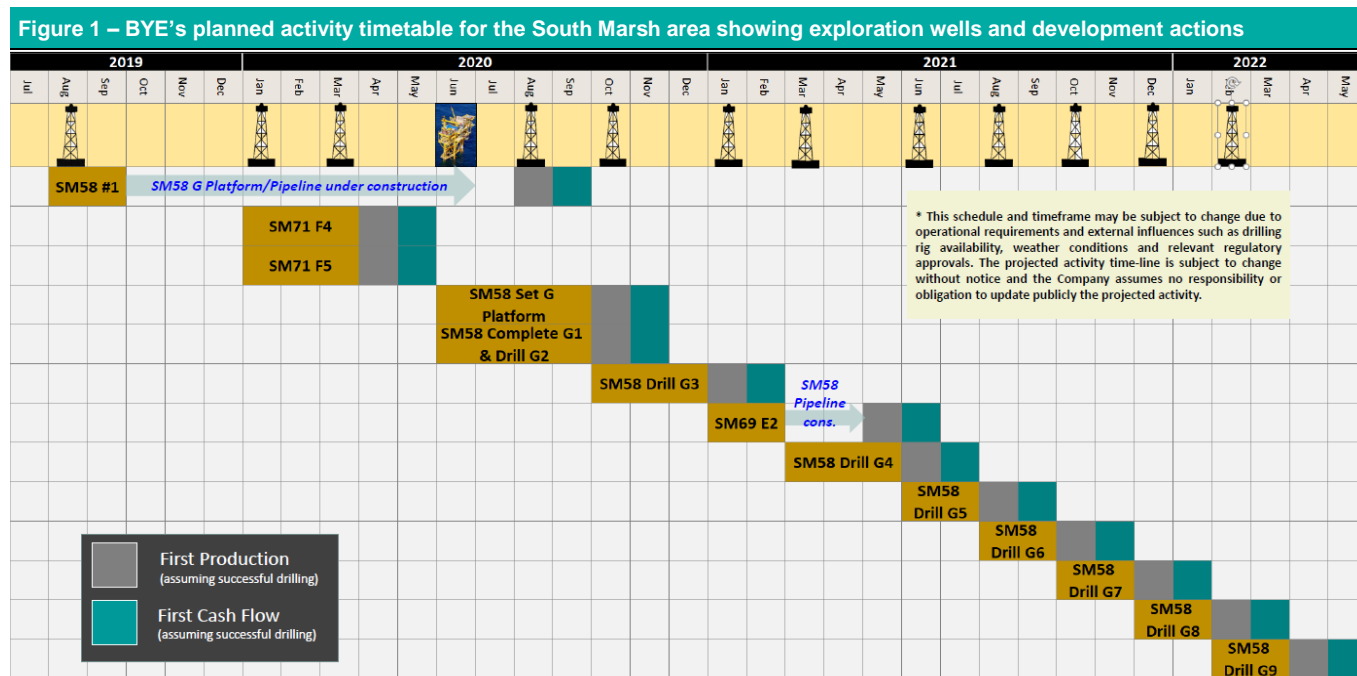 Figure 1 – BYE's planned activity timetable for the South Marsh area showing exploration wells and development actions
2019 2020 2021 2022
Jul Aug Sep Oct Nov Dec Jan Feb Mar Apr May Jun Jul Aug Sep Oct Nov Dec Jan Feb Mar Apr May Jun Jul Aug Sep Oct Nov Dec Jan Feb Mar Apr May
SM58 #1 SM58 G Platform/Pipeline under construction
* This schedule and timeframe may be subject to change due to
operational requirements and external influences such as drilling
rig availability, weather conditions and relevant regulatory
approvals. The projected activity time-line is subject to change
without notice and the Company assumes no responsibility or
obligation to update publicly the projected activity.
SM71 F4
SM71 F5
SM58 Set G
Platform
SM58 Complete G1
& Drill G2
SM58 Drill G3
SM58
Pipeline
cons.
SM69 E2
SM58 Drill G4
SM58
Drill G5
SM58
Drill G6
SM58
Drill G7
SM58
Drill G8
SM58
Drill G9
First Production
(assuming successful drilling)
First Cash Flow
(assuming successful drilling)